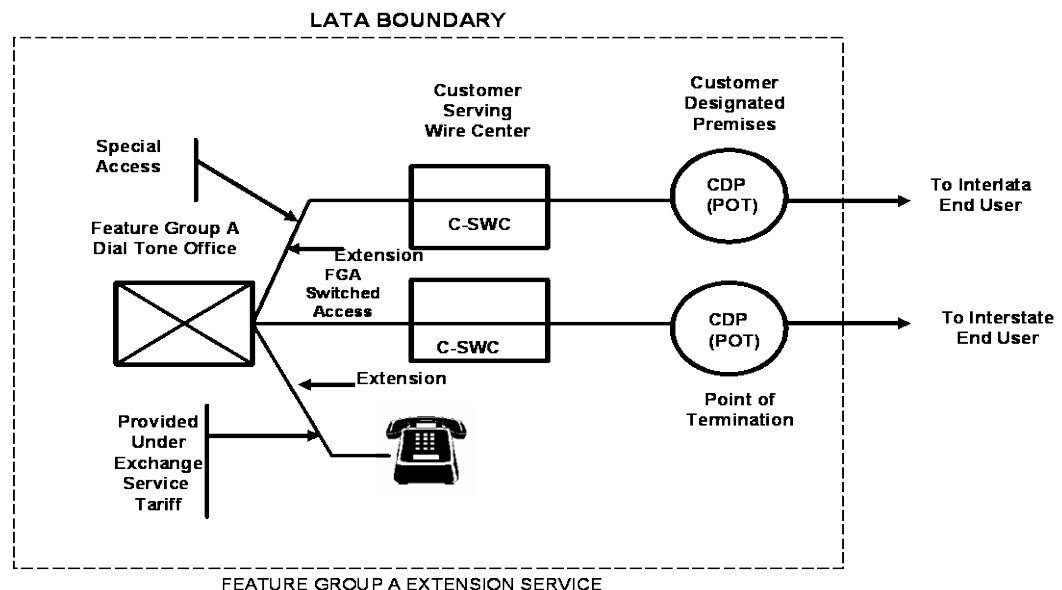 LATA BOUNDARY
Customer
Serving
Wire Center
Customer
Designated
Premises
Special
Access
CDP
(POT)
To Interlata
End User
C-SWC
Feature Group A
Dial Tone Office
Extension
FGA
Switched
Access
CDP
(POT)
To Interstate
End User
C-SWC
Extension
Point of
Termination
Provided
Under
Exchange
Service
Tariff
FEATURE GROUP A EXTENSION SERVICE